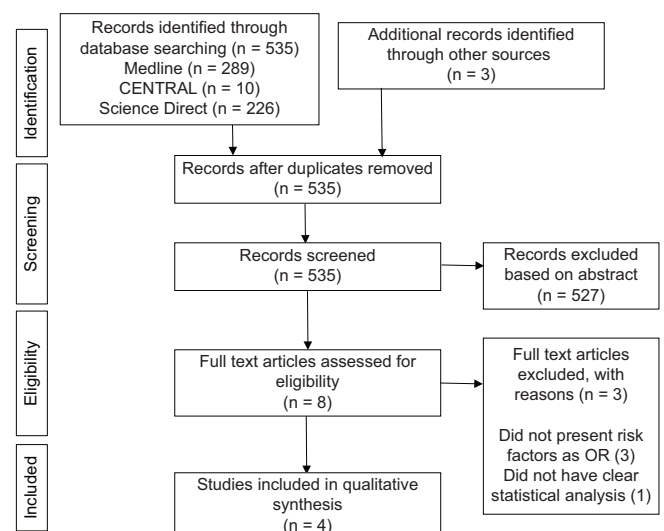 Identification
Records identified through
database searching (n = 535)
Medline (n = 289)
CENTRAL (n = 10)
Science Direct (n = 226)
Additional records identified
through other sources
(n = 3)
Screening
Records after duplicates removed
(n = 535)
Records screened
(n = 535)
Records excluded
based on abstract
(n = 527)
Eligibility
Full text articles assessed for
eligibility
(n = 8)
Full text articles
excluded, with
reasons (n = 3)
Did not present risk
factors as OR (3)
Did not have clear
statistical analysis (1)
Included
Studies included in qualitative
synthesis
(n = 4)